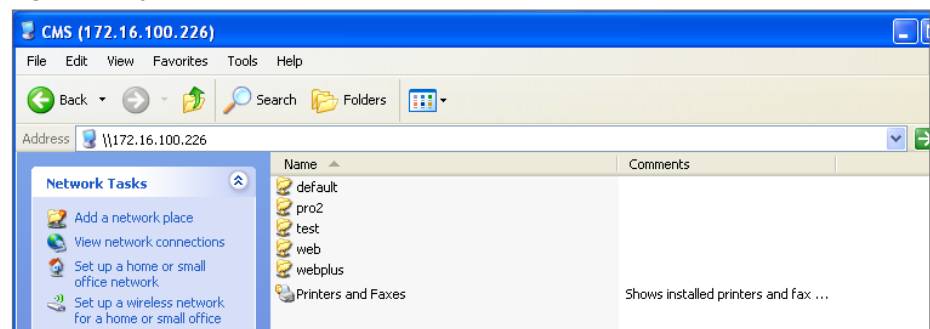 CMS (172.16.100.226)
File Edit View Favorites Tools Help
Back Search Folders
Address \\172.16.100.226
Name Comments
Network Tasks
Add a network place
View network connections
Set up a home or small
office network
Set up a wireless network
for a home or small office
default
pro2
test
web
webplus
Printers and Faxes Shows installed printers and fax ...